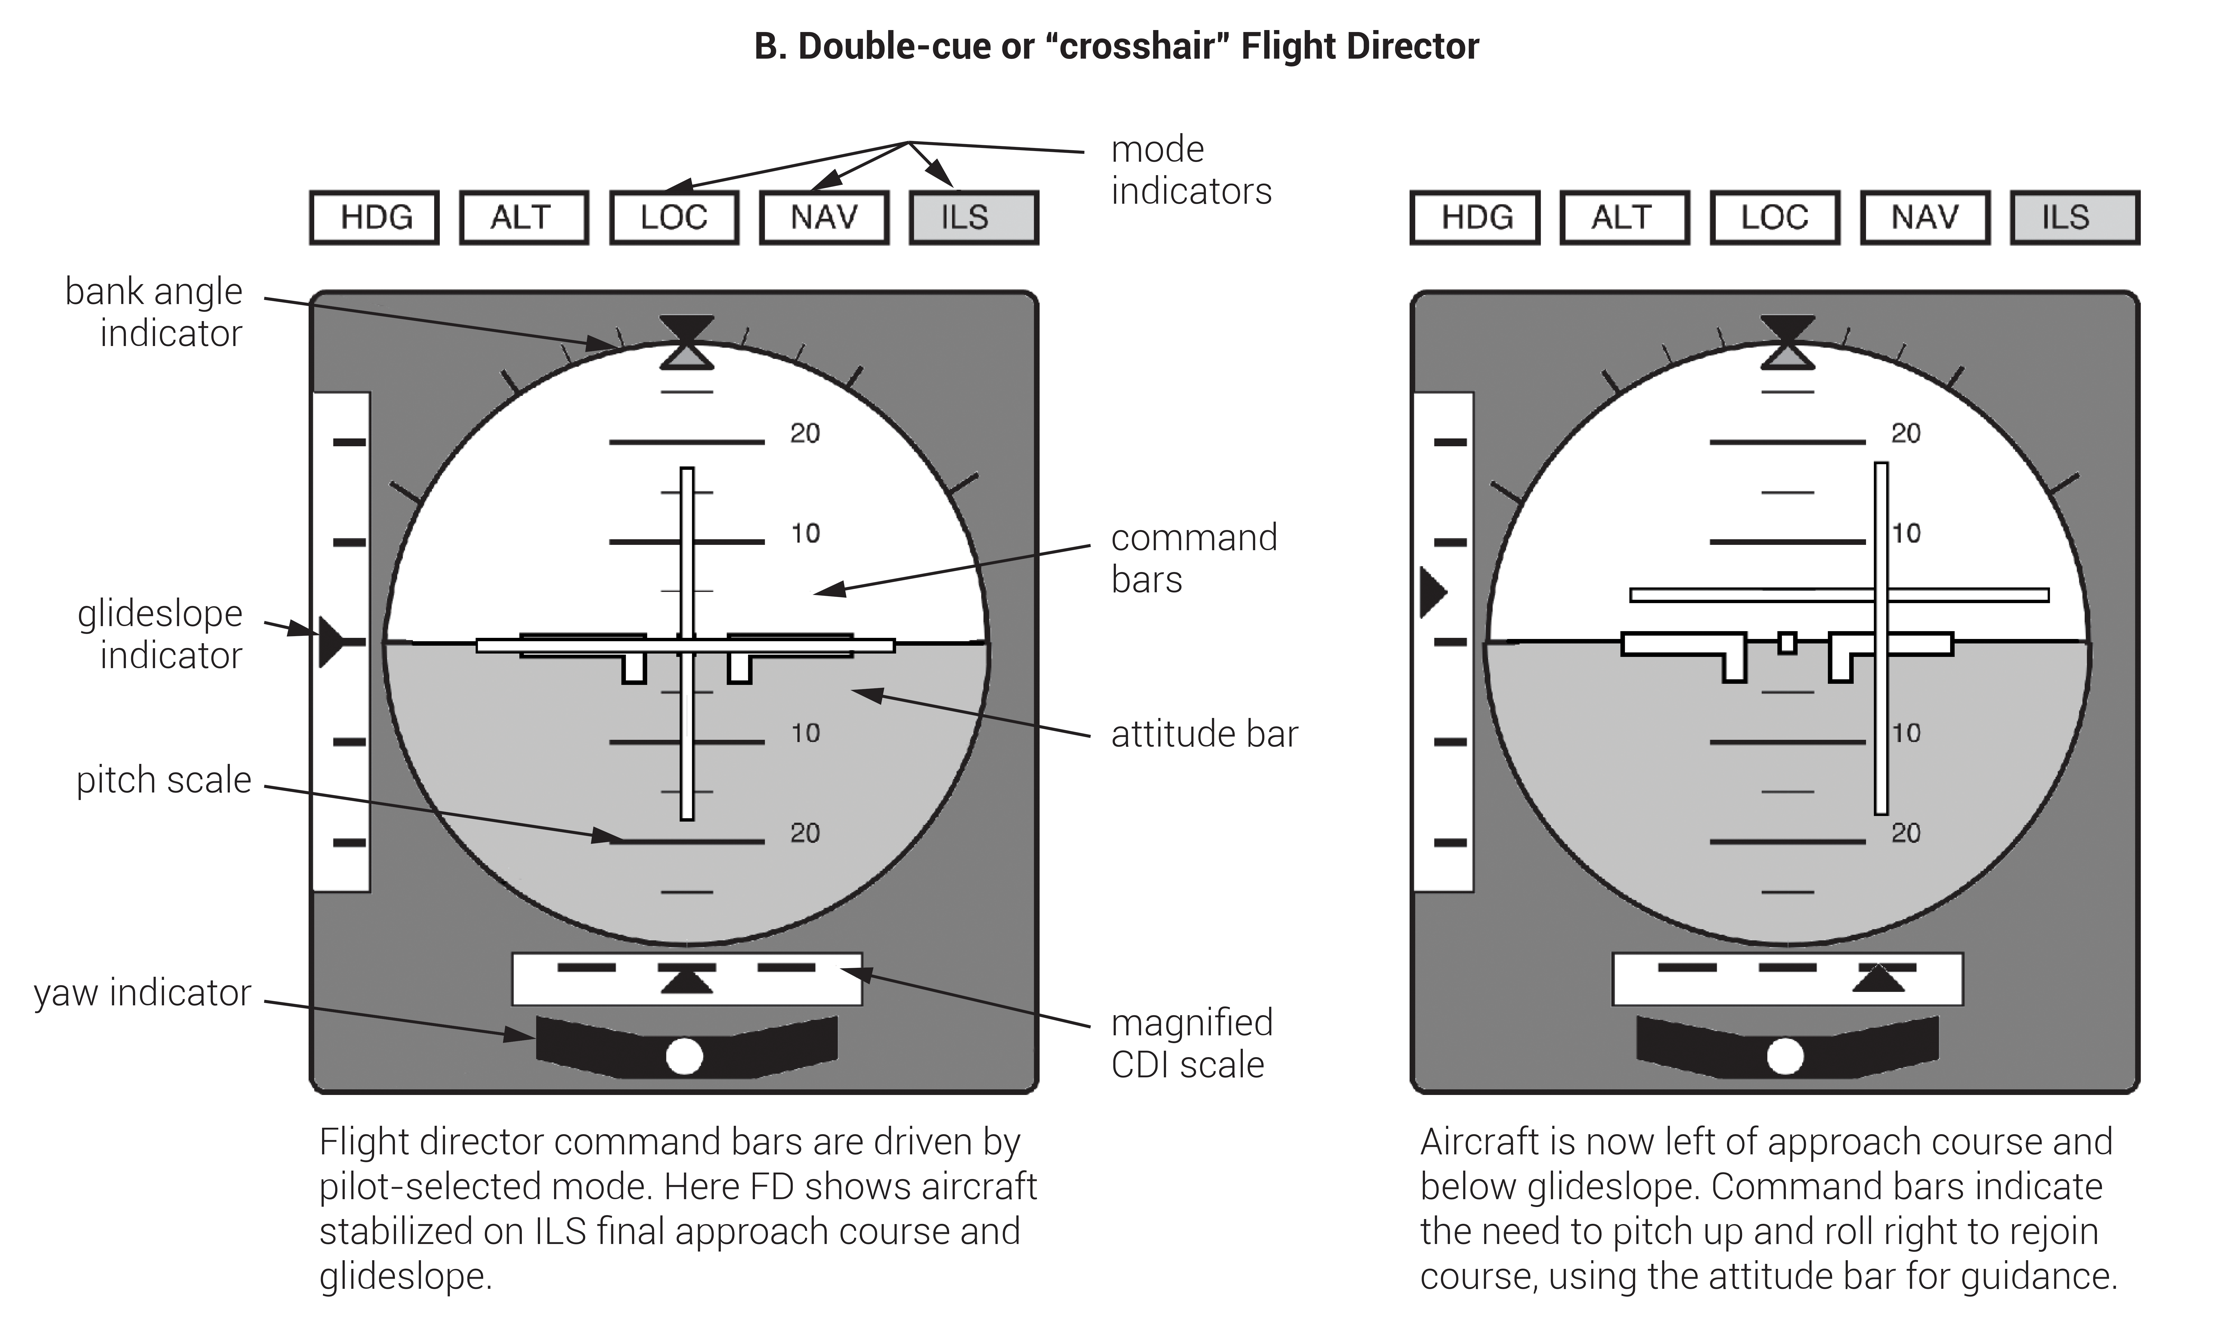 B. Double-cue or “crosshair” Flight Director
mode
indicators
HDG
ALT
LOC
NAV
ILS
bank angle
indicator
20
10
command
bars
glideslope
indicator
10
attitude bar
pitch scale
20
yaw indicator
magnified
CDI scale
Flight director command bars are driven by
pilot-selected mode. Here FD shows aircraft
stabilized on ILS final approach course and
glideslope.
HDG
ALT
LOC
NAV
ILS
20
10
10
20
Aircraft is now left of approach course and
below glideslope. Command bars indicate
the need to pitch up and roll right to rejoin
course, using the attitude bar for guidance.